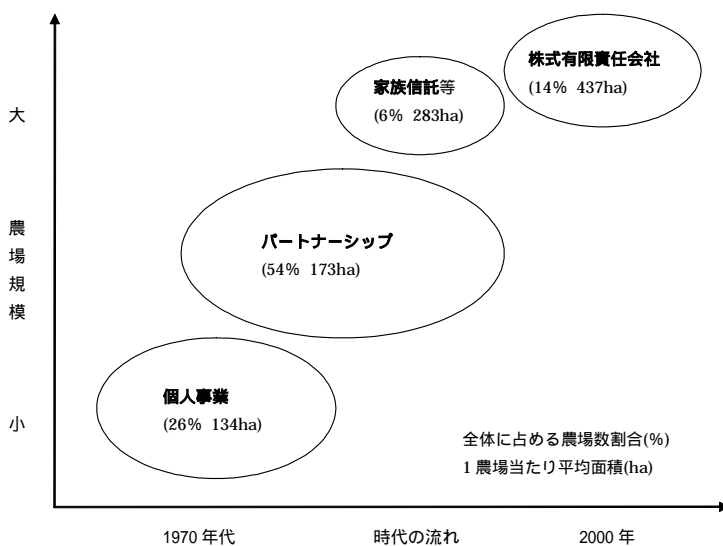 株式有限責任会社
(14% 437ha)
家族信託等
(6% 283ha)
大
農
場
規
模
パートナーシップ
(54% 173ha)
個人事業
(26% 134ha)
小
全体に占める農場数割合(%)
1 農場当たり平均面積(ha)
1970 年代 時代の流れ 2000 年